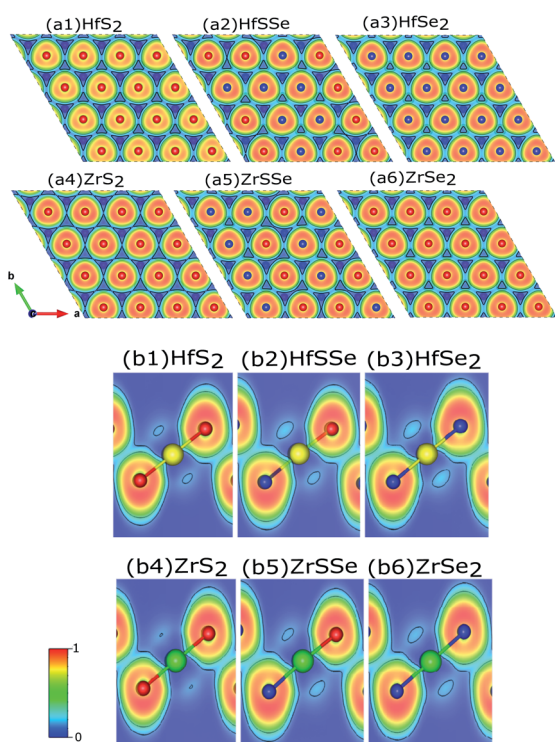 (a1)HfS2 (a2)HfSSe (a3)HfSe2
(a4)ZrS2 (a5)ZrSSe (a6)ZrSe2
b
c a
(b1)HfS2 (b2)HfSSe (b3)HfSe2
(b4)ZrS2 (b5)ZrSSe (b6)ZrSe2
1
0